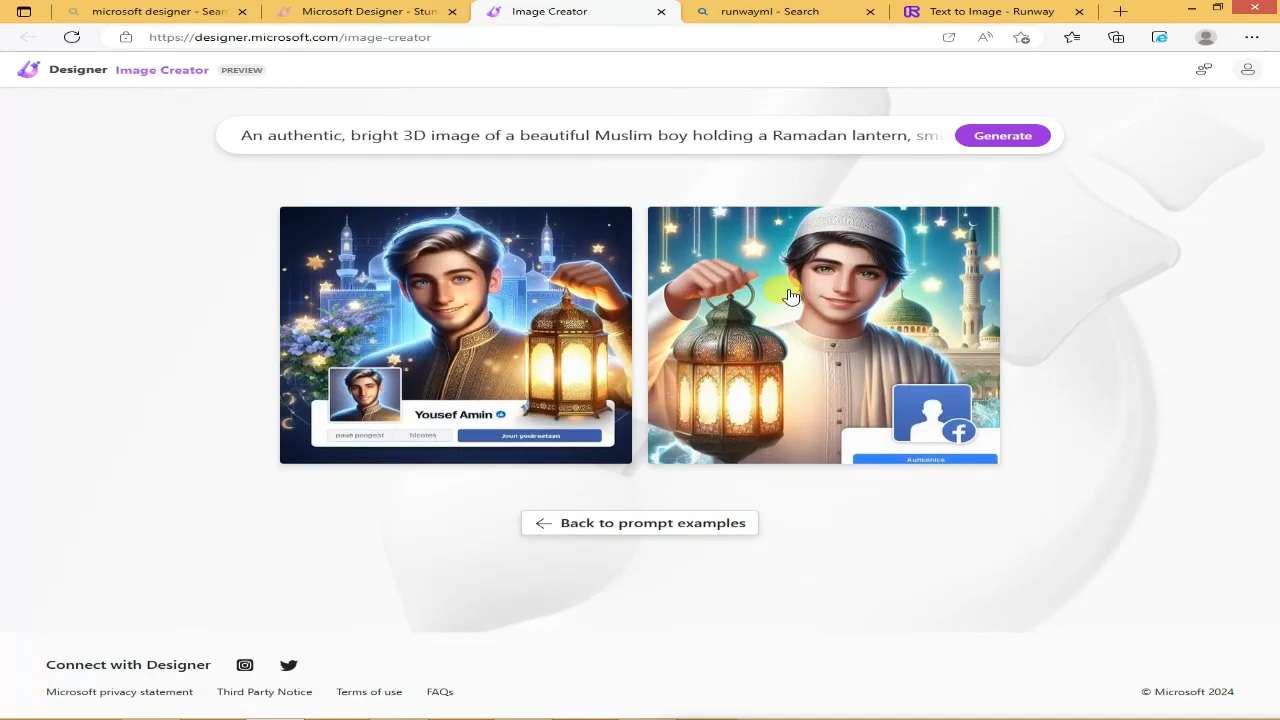 microsoft designer - Sear
Microsoft Designer - Stun
Image Creator
runwayml - Search
Text to Image - Runway
https://designer.microsoft.com/image-creator
Designer Image Creator PREVIEW
An authentic, bright 3D image of a beautiful Muslim boy holding a Ramadan lantern, smi
Generate
Yousef Amiin
Back to prompt examples
Connect with Designer
Microsoft privacy statement Third Party Notice Terms of use FAQs
© Microsoft 2024